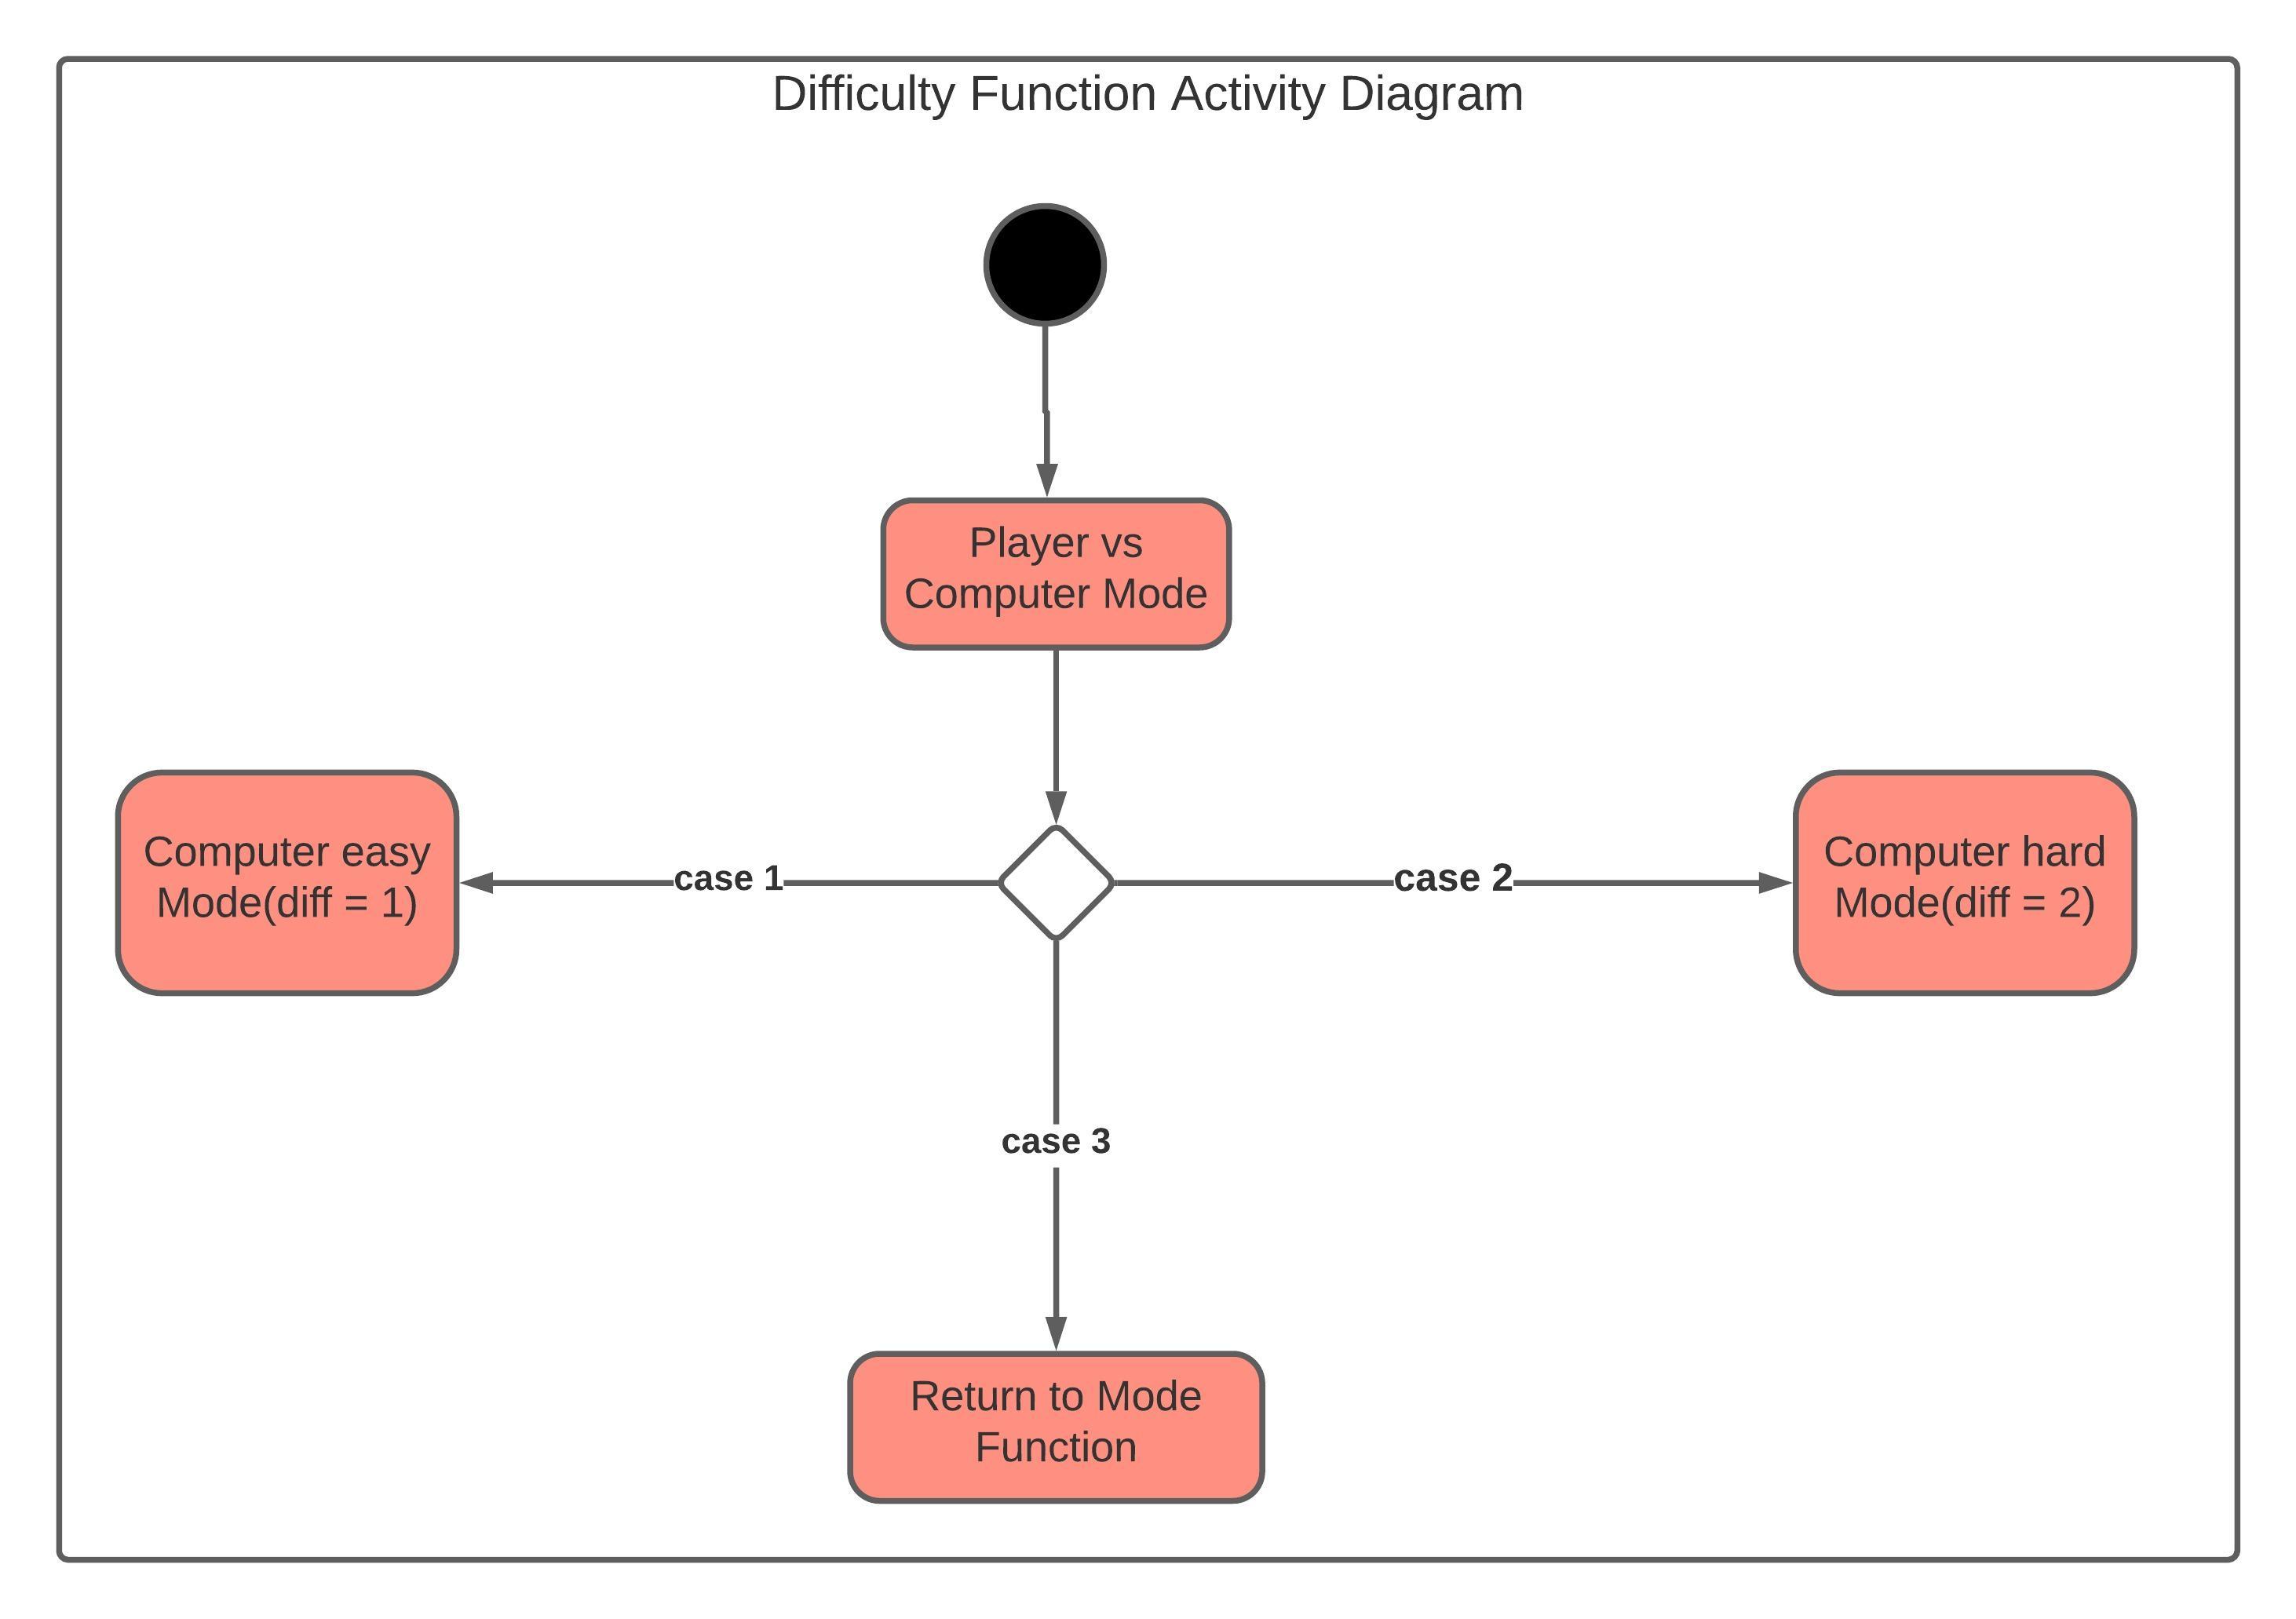 Difficulty Function Activity Diagram
Player vs
Computer Mode
Computer easy
Mode(diff = 1)
case 1
case 2
Computer hard
Mode(diff = 2)
case 3
Return to Mode
Function